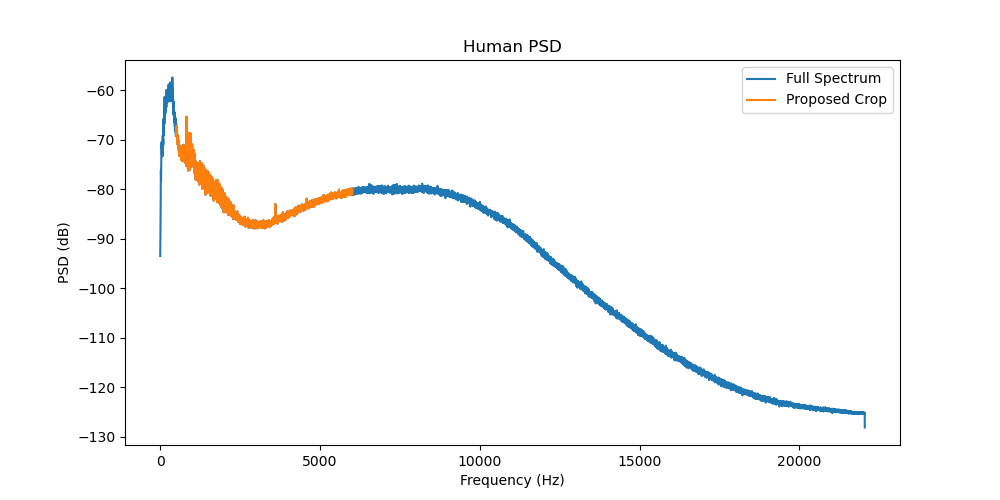 Human PSD
Full Spectrum
Proposed Crop
PSD (dB)
−60
−70
−80
−90
−100
−110
−120
−130
0
5000
10000
15000
20000
Frequency (Hz)